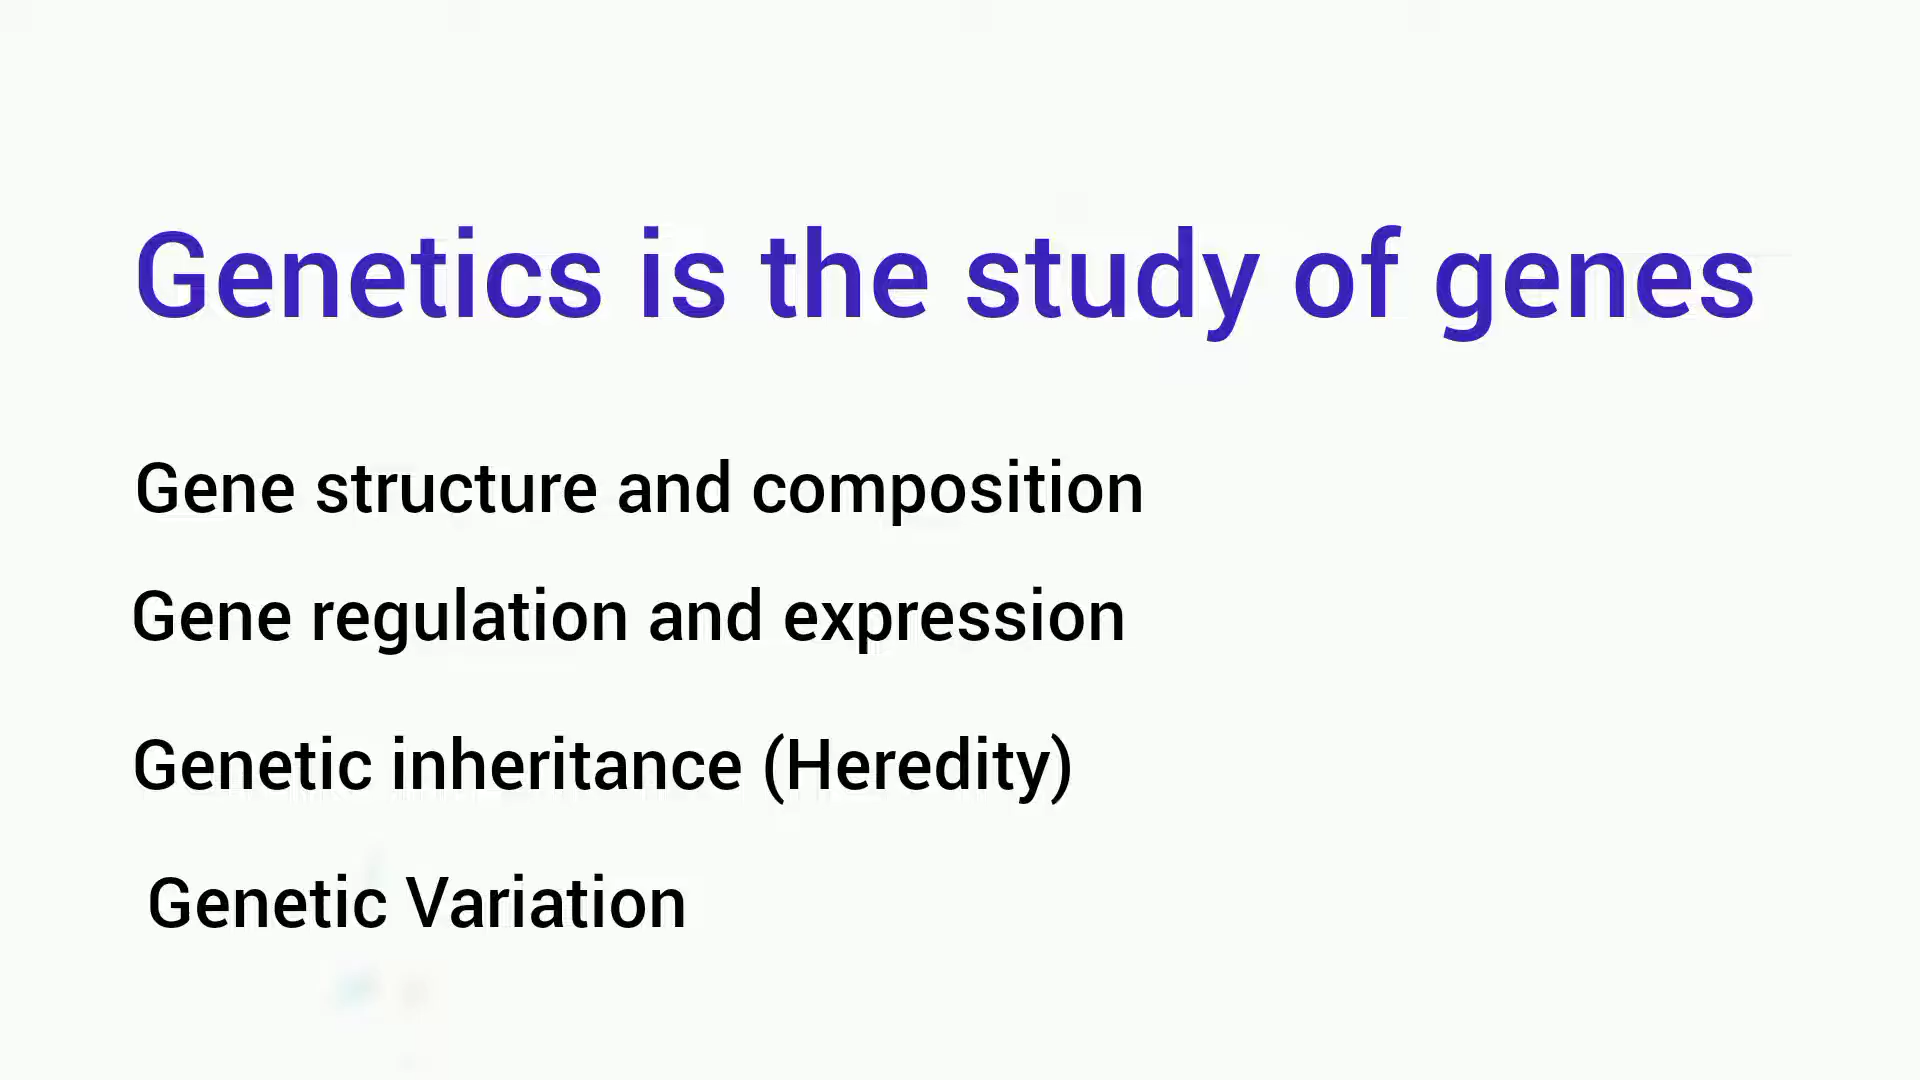 Genetics is the study of genes
Gene structure and composition
Gene regulation and expression
Genetic inheritance (Heredity)
Genetic Variation